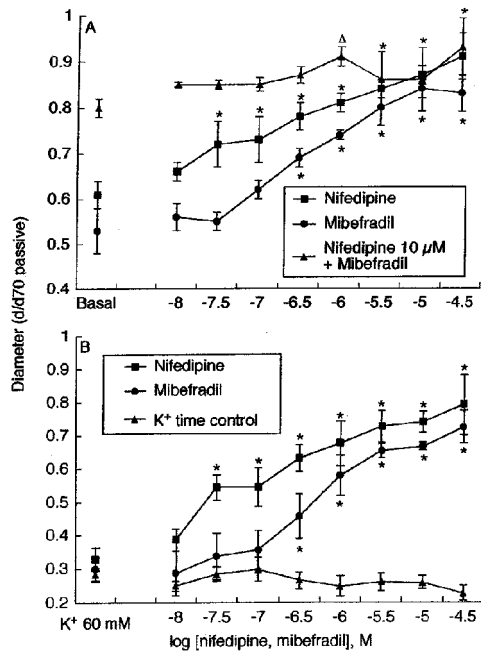 A
1
0.9
0.8
0.7
0.6
0.5
0.4
* * * * * * * *
* * * * *
Δ
Nifedipine
Mibefradil
Nifedipine 10 µM
+ Mibefradil
Basal -8 -7.5 -7 -6.5 -6 -5.5 -5 -4.5
Diameter (d/d70 passive)
B
1
0.9
0.8
0.7
0.6
0.5
0.4
0.3
0.2
Nifedipine
Mibefradil
K+ time control
* * * * * * * *
* * * * *
K+ 60 mM -8 -7.5 -7 -6.5 -6 -5.5 -5 -4.5
log [nifedipine, mibefradil], M